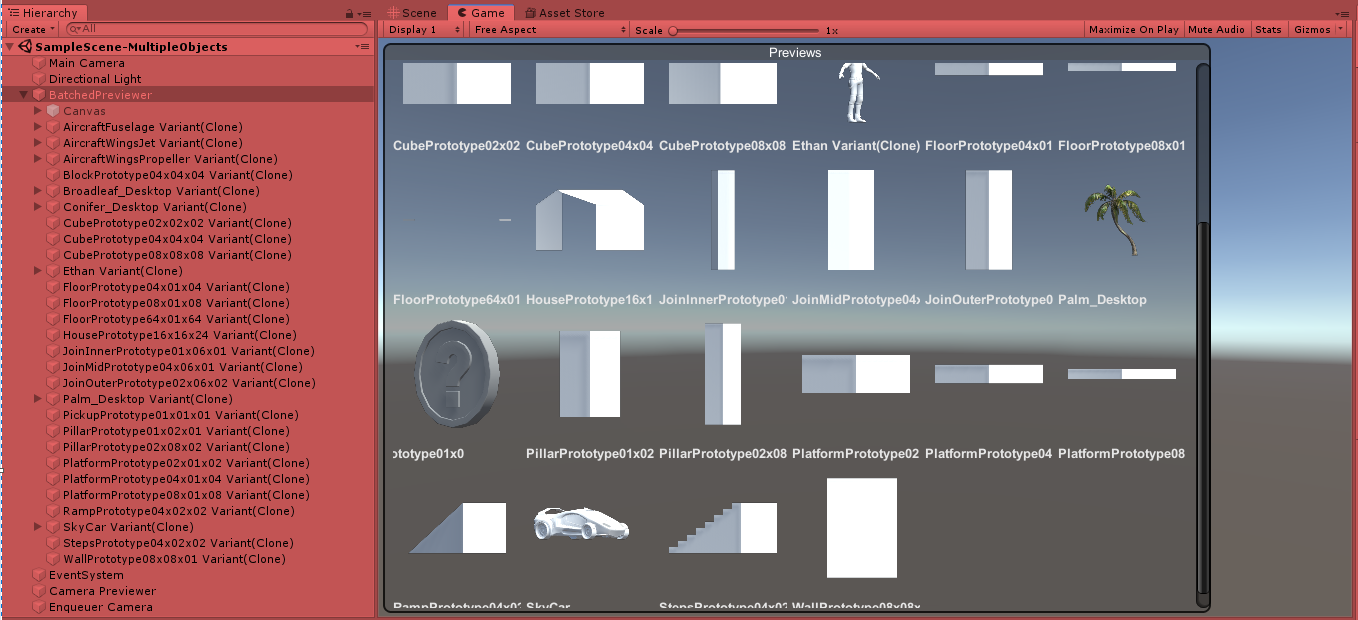 Hierarchy
Create
All
SampleScene-MultipleObjects
Main Camera
Directional Light
BatchedPreviewer
Canvas
AircraftFuselage Variant(Clone)
AircraftWingsJet Variant(Clone)
AircraftWingsPropeller Variant(Clone)
BlockPrototype04x04x04 Variant(Clone)
Broadleaf_Desktop Variant(Clone)
Conifer_Desktop Variant(Clone)
CubePrototype02x02x02 Variant(Clone)
CubePrototype04x04x04 Variant(Clone)
CubePrototype08x08x08 Variant(Clone)
Ethan Variant(Clone)
FloorPrototype04x01x04 Variant(Clone)
FloorPrototype08x01x08 Variant(Clone)
FloorPrototype64x01x64 Variant(Clone)
HousePrototype16x16x24 Variant(Clone)
JoinInnerPrototype01x06x01 Variant(Clone)
JoinMidPrototype04x06x01 Variant(Clone)
JoinOuterPrototype02x06x02 Variant(Clone)
Palm_Desktop Variant(Clone)
PickupPrototype01x01x01 Variant(Clone)
PillarPrototype01x02x01 Variant(Clone)
PillarPrototype02x08x02 Variant(Clone)
PlatformPrototype02x01x02 Variant(Clone)
PlatformPrototype04x01x04 Variant(Clone)
PlatformPrototype08x01x08 Variant(Clone)
RampPrototype04x02x02 Variant(Clone)
SkyCar Variant(Clone)
StepsPrototype04x02x02 Variant(Clone)
WallPrototype08x08x01 Variant(Clone)
EventSystem
Camera Previewer
Enqueuer Camera
Scene Game Asset Store
Display 1 Free Aspect Scale 1x Maximize On Play Mute Audio Stats Gizmos
Previews
CubePrototype02x02 CubePrototype04x04 CubePrototype08x08 Ethan Variant(Clone) FloorPrototype04x01 FloorPrototype08x01
FloorPrototype64x01 HousePrototype16x1 JoinInnerPrototype0 JoinMidPrototype04x JoinOuterPrototype0 Palm_Desktop
ototype01x0 PillarPrototype01x02 PillarPrototype02x08 PlatformPrototype02 PlatformPrototype04 PlatformPrototype08
RampPrototype04x02 SkyCar StepsPrototype04x02 WallPrototype08x08x